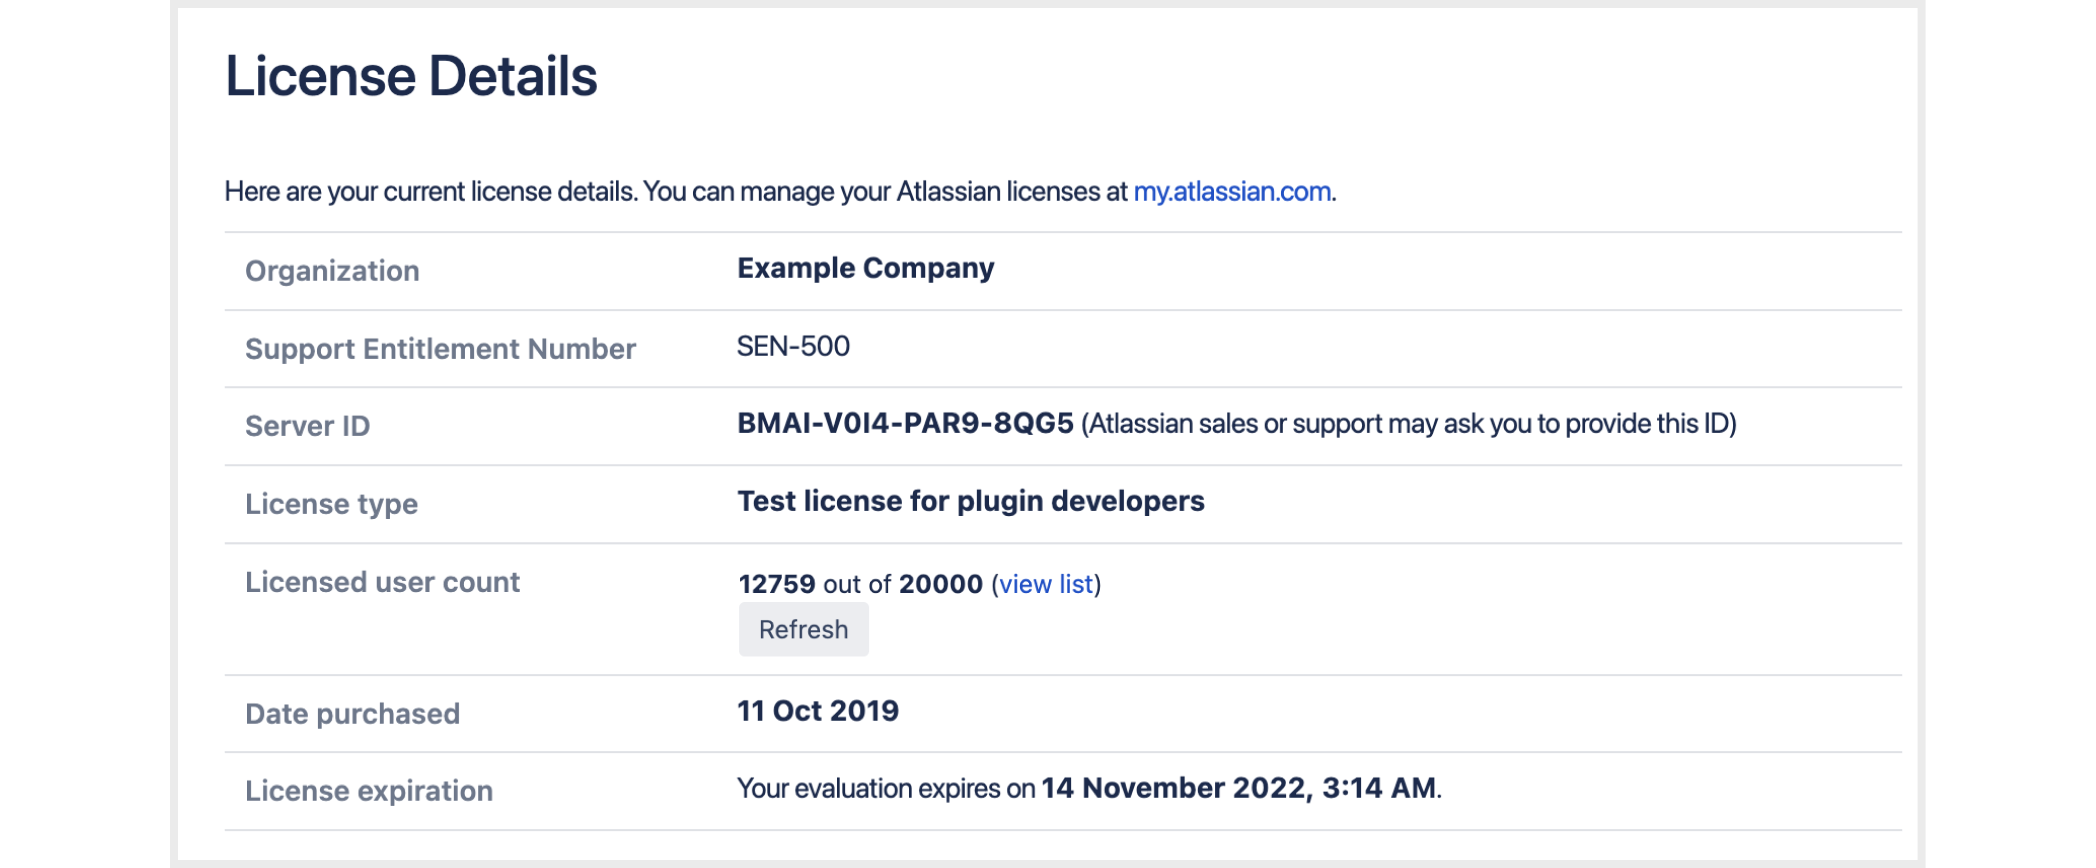 License Details
Here are your current license details. You can manage your Atlassian licenses at my.atlassian.com.
Organization Example Company
Support Entitlement Number SEN-500
Server ID BMAI-V0I4-PAR9-8QG5 (Atlassian sales or support may ask you to provide this ID)
License type Test license for plugin developers
Licensed user count 12759 out of 20000 (view list)
Refresh
Date purchased 11 Oct 2019
License expiration Your evaluation expires on 14 November 2022, 3:14 AM.